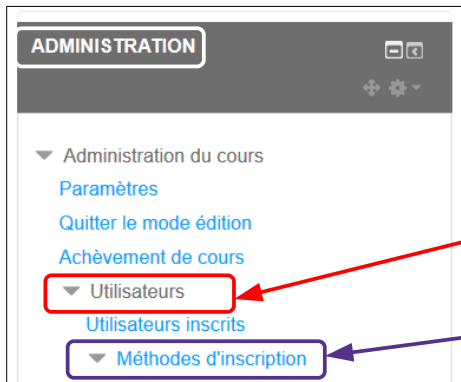 ADMINISTRATION
Administration du cours
Paramètres
Quitter le mode édition
Achèvement de cours
Utilisateurs
Utilisateurs inscrits
Méthodes d'inscription